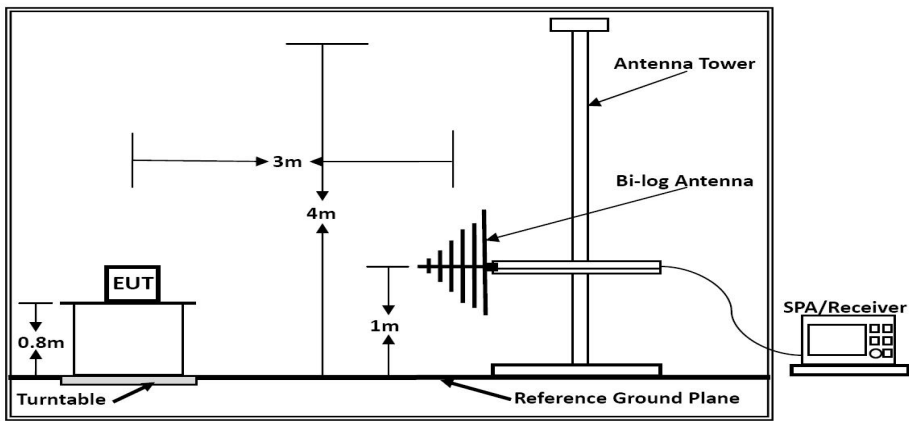 Antenna Tower
3m
Bi-log Antenna
4m
EUT
SPA/Receiver
0.8m
1m
Turntable
Reference Ground Plane